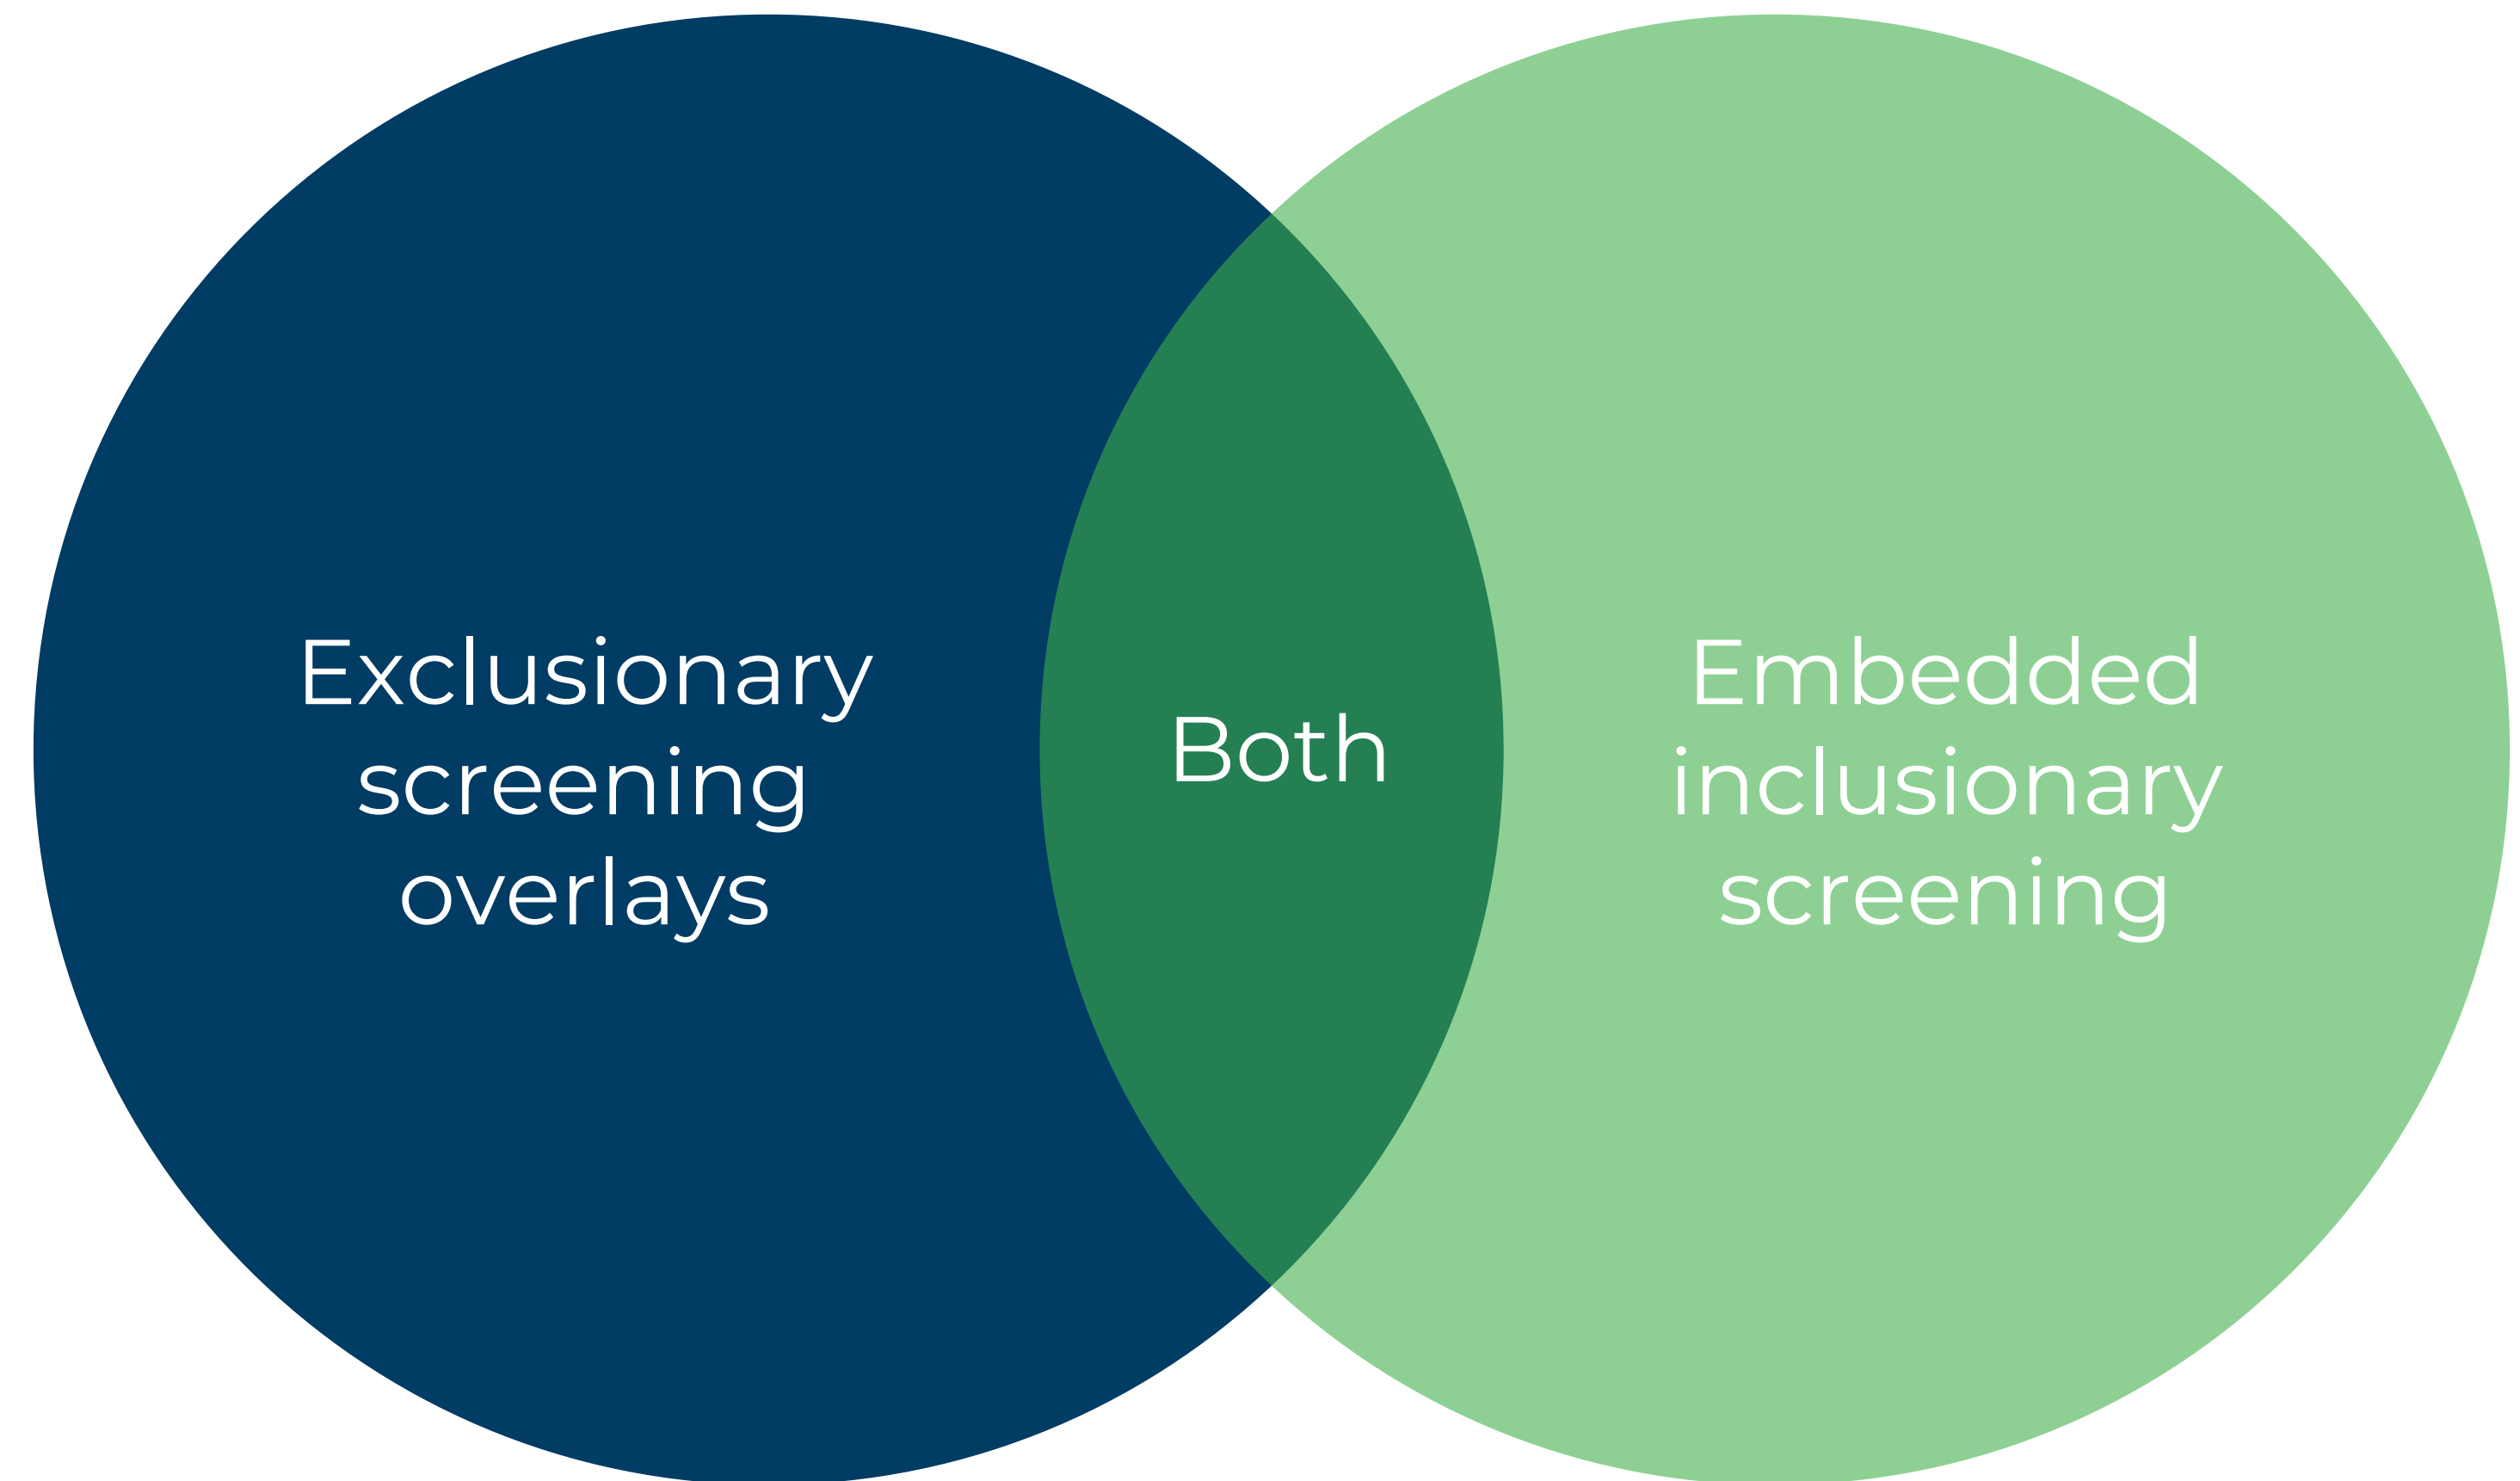 Exclusionary
screening
overlays
Both
Embedded
inclusionary
screening